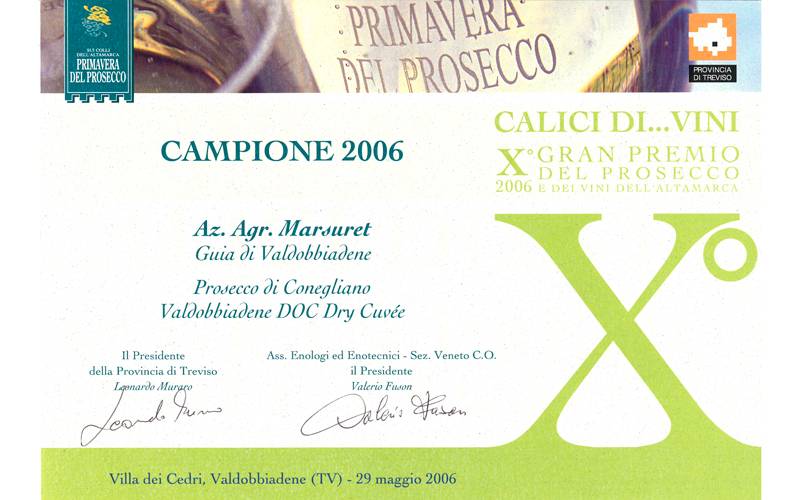 SUI COLLI
DELL'ALTAMARCA
PRIMAVERA
DEL PROSECCO
PRIMAVERA
DEL PROSECCO
PROVINCIA
DI TREVISO
CALICI DI...VINI
X° GRAN PREMIO
DEL PROSECCO
2006 E DEI VINI DELL'ALTAMARCA
CAMPIONE 2006
Az. Agr. Marsuret
Guia di Valdobbiadene
Prosecco di Conegliano
Valdobbiadene DOC Dry Cuvée
X°
Il Presidente
della Provincia di Treviso
Leonardo Muraro
Ass. Enologi ed Enotecnici - Sez. Veneto C.O.
il Presidente
Valerio Fuson
Valerio Fuson
Villa dei Cedri, Valdobbiadene (TV) - 29 maggio 2006